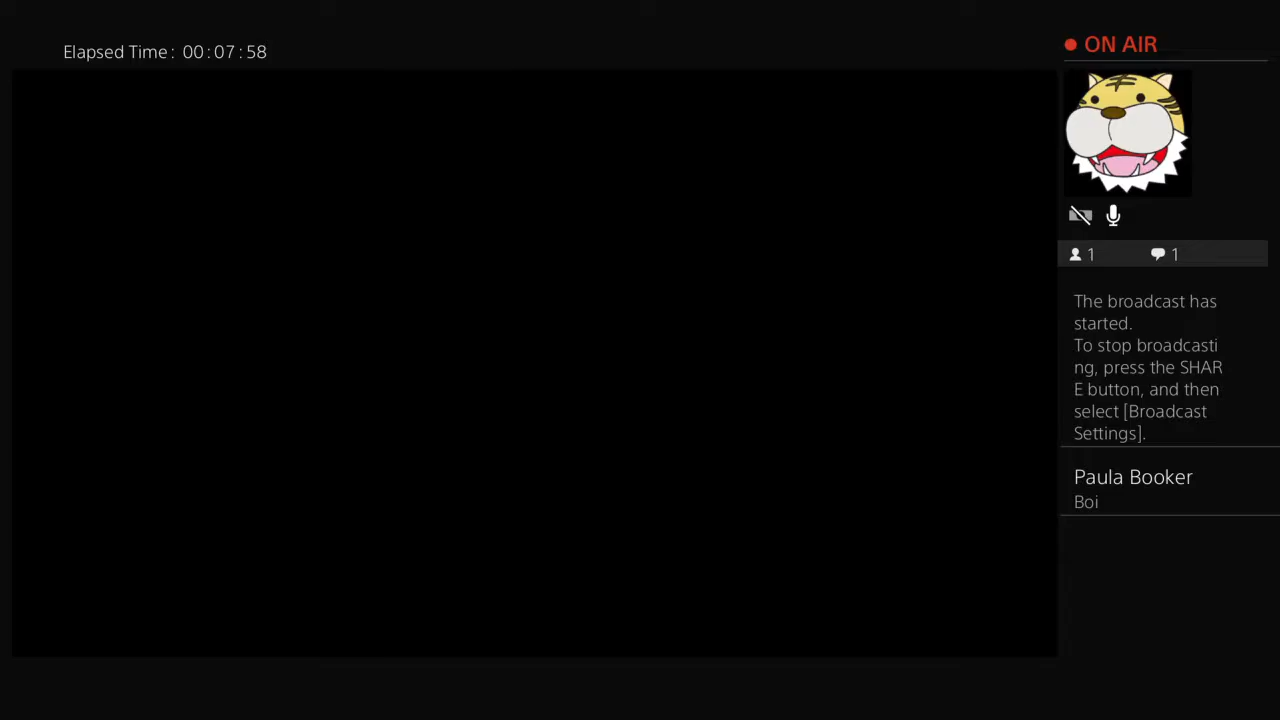 Elapsed Time: 00:07:58
ON AIR
1
1
The broadcast has
started.
To stop broadcasti
ng, press the SHAR
E button, and then
select [Broadcast
Settings].
Paula Booker
Boi